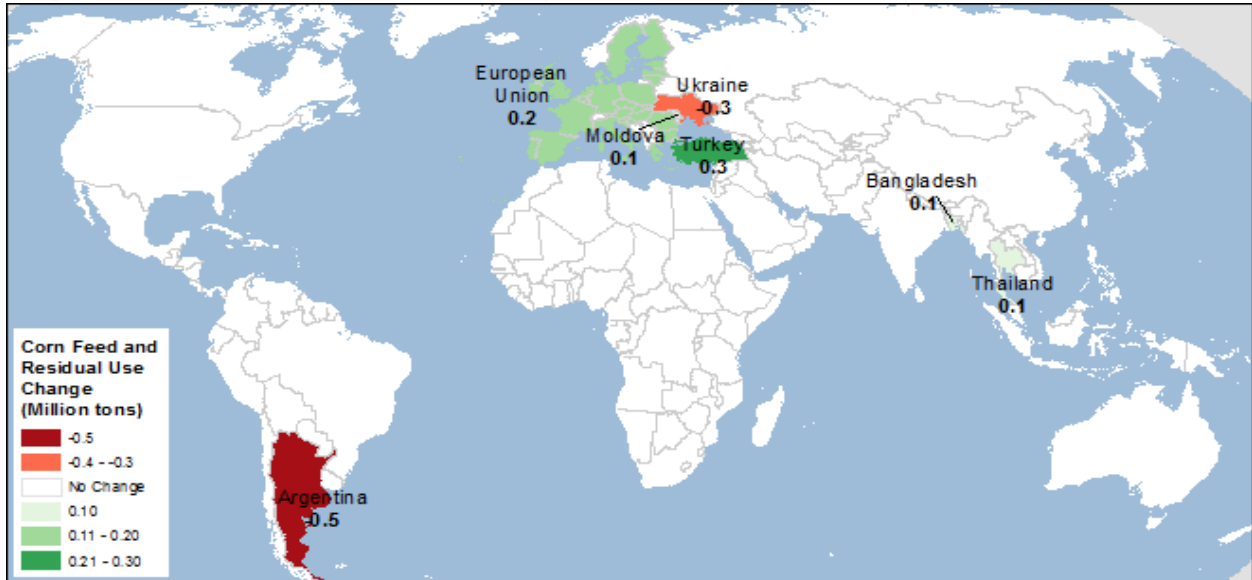 European
Union
0.2
Ukraine
-0.3
Moldova
0.1
Turkey
0.3
Bangladesh
0.1
Thailand
0.1
Argentina
-0.5
Corn Feed and
Residual Use
Change
(Million tons)
-0.5
-0.4 - -0.3
No Change
0.10
0.11 - 0.20
0.21 - 0.30